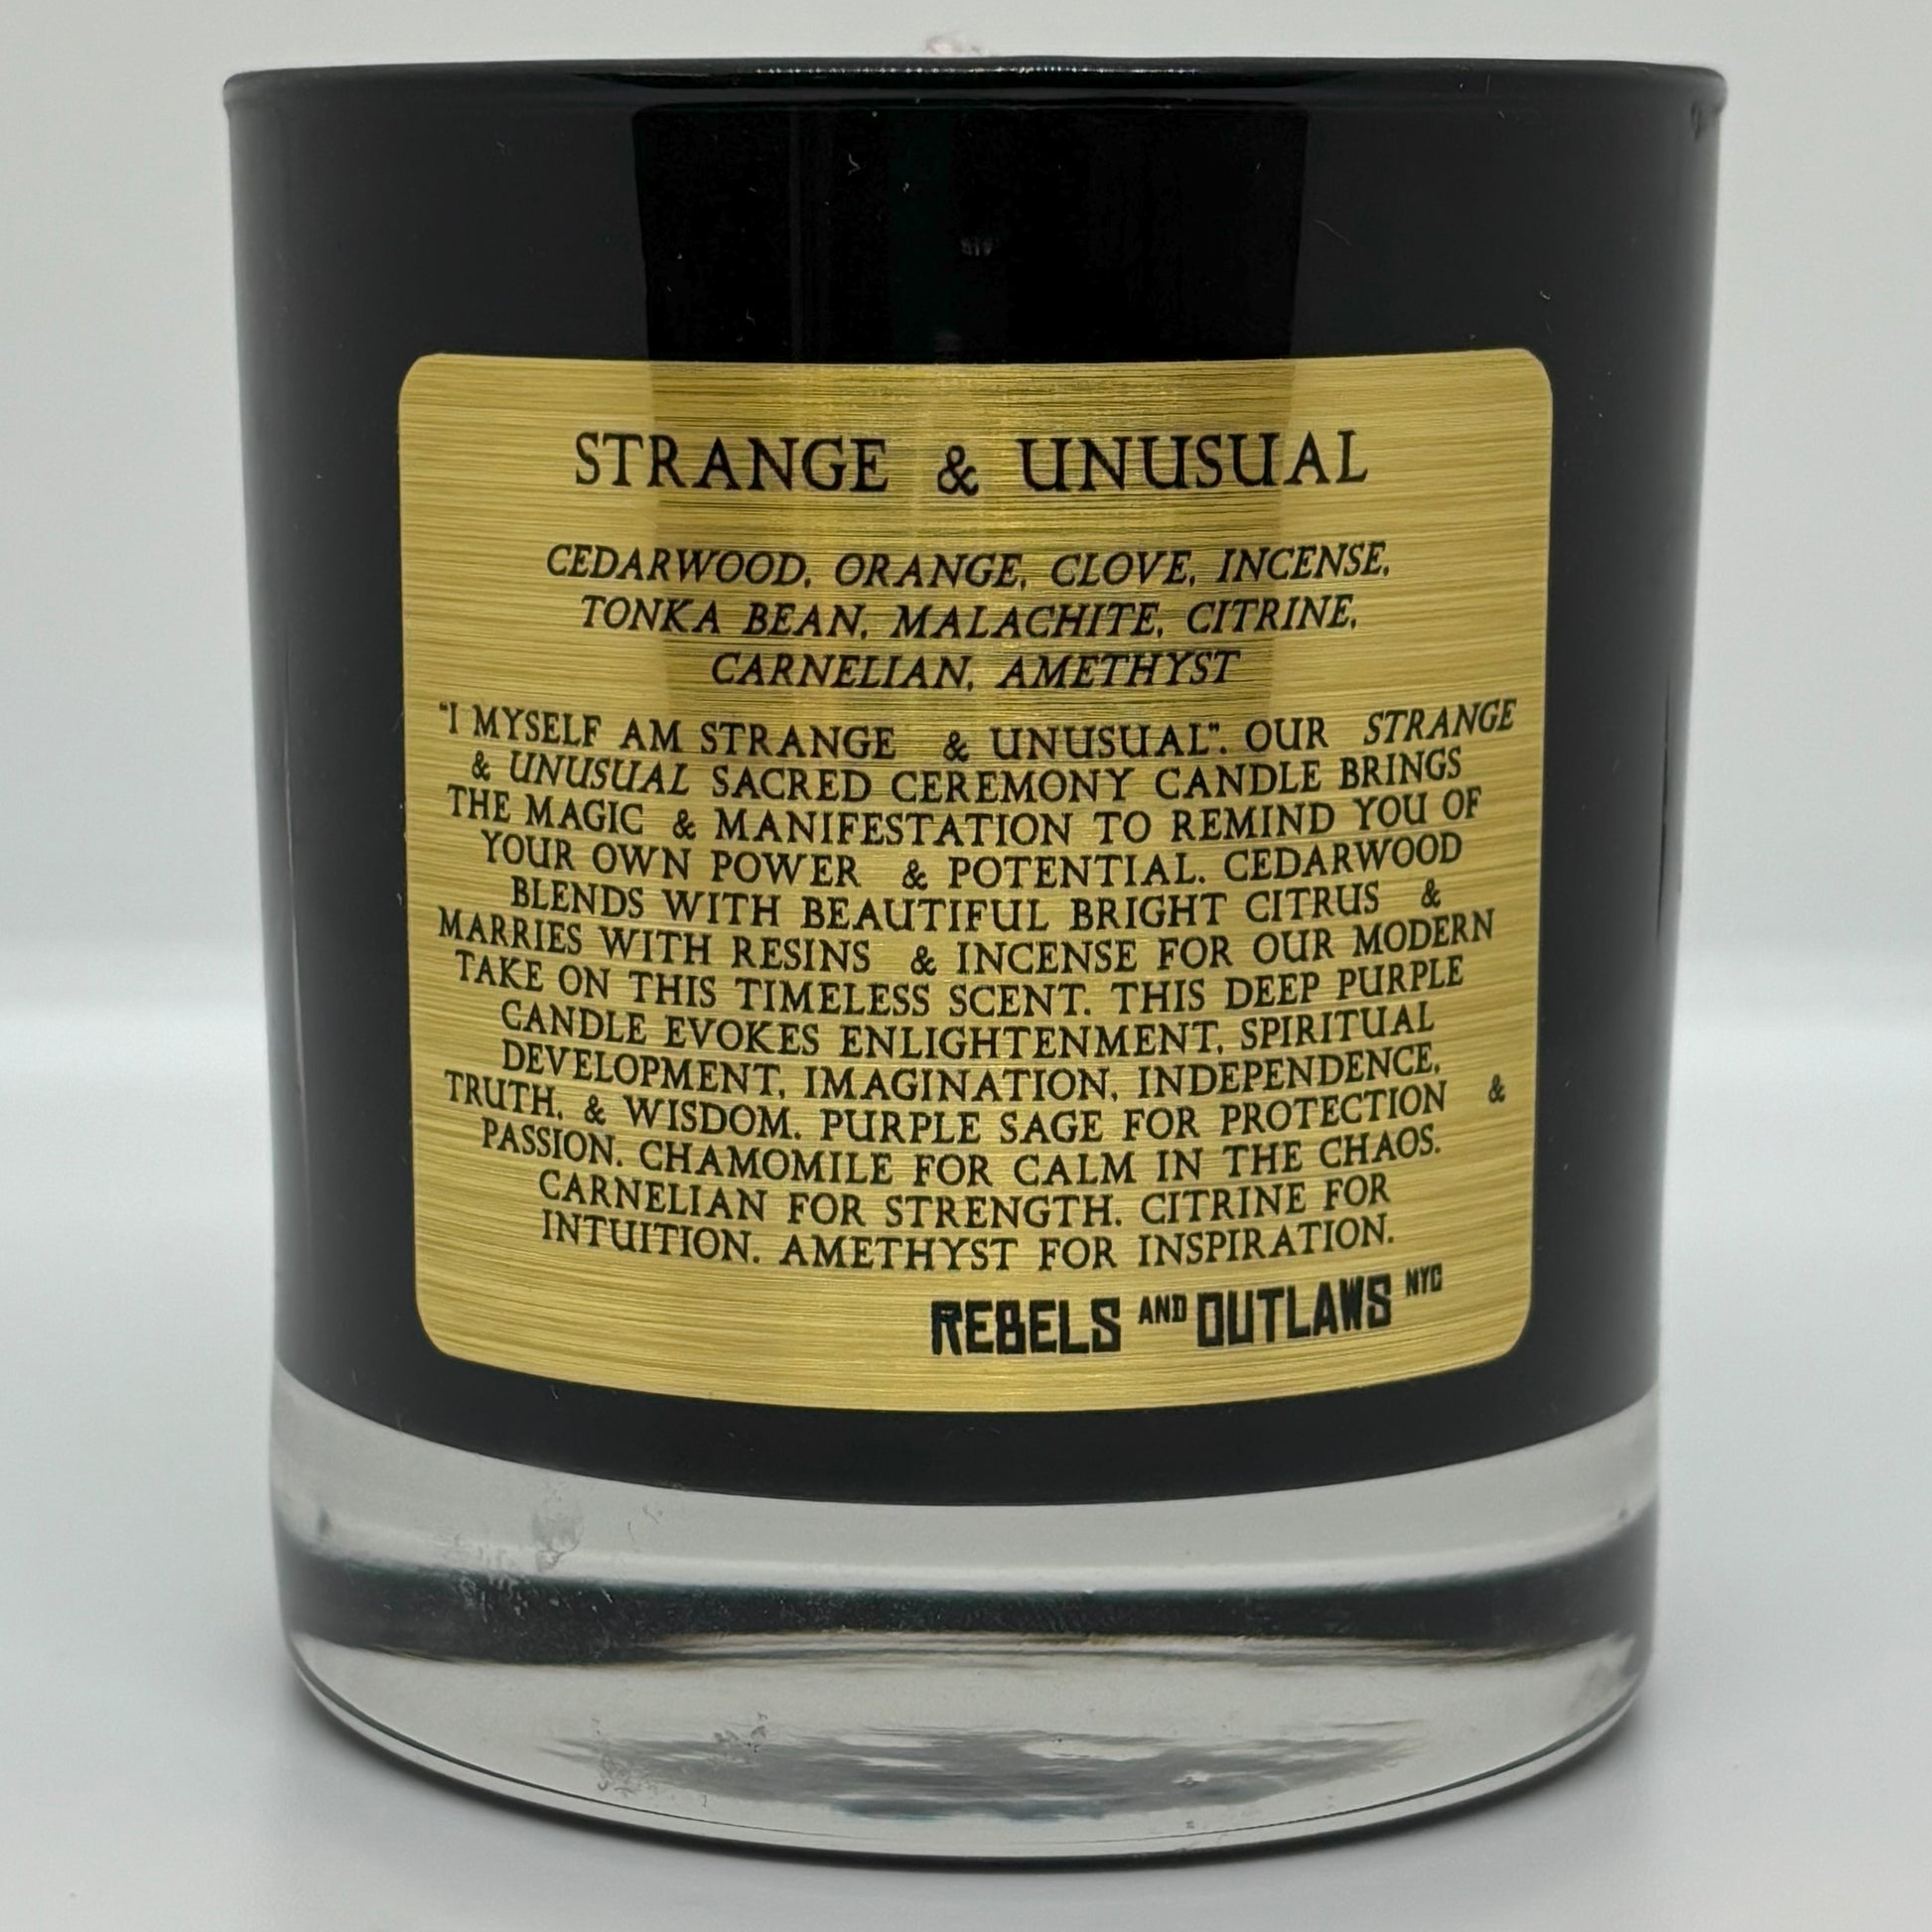 STRANGE & UNUSUAL
CEDARWOOD, ORANGE, CLOVE, INCENSE,
TONKA BEAN, MALACHITE, CITRINE,
CARNELIAN, AMETHYST
"I MYSELF AM STRANGE & UNUSUAL". OUR STRANGE
& UNUSUAL SACRED CEREMONY CANDLE BRINGS
THE MAGIC & MANIFESTATION TO REMIND YOU OF
YOUR OWN POWER & POTENTIAL. CEDARWOOD
BLENDS WITH BEAUTIFUL BRIGHT CITRUS &
MARRIES WITH RESINS & INCENSE FOR OUR MODERN
TAKE ON THIS TIMELESS SCENT. THIS DEEP PURPLE
CANDLE EVOKES ENLIGHTENMENT, SPIRITUAL
DEVELOPMENT, IMAGINATION, INDEPENDENCE,
TRUTH, & WISDOM. PURPLE SAGE FOR PROTECTION &
PASSION. CHAMOMILE FOR CALM IN THE CHAOS.
CARNELIAN FOR STRENGTH. CITRINE FOR
INTUITION. AMETHYST FOR INSPIRATION.
REBELS AND OUTLAWS NYC